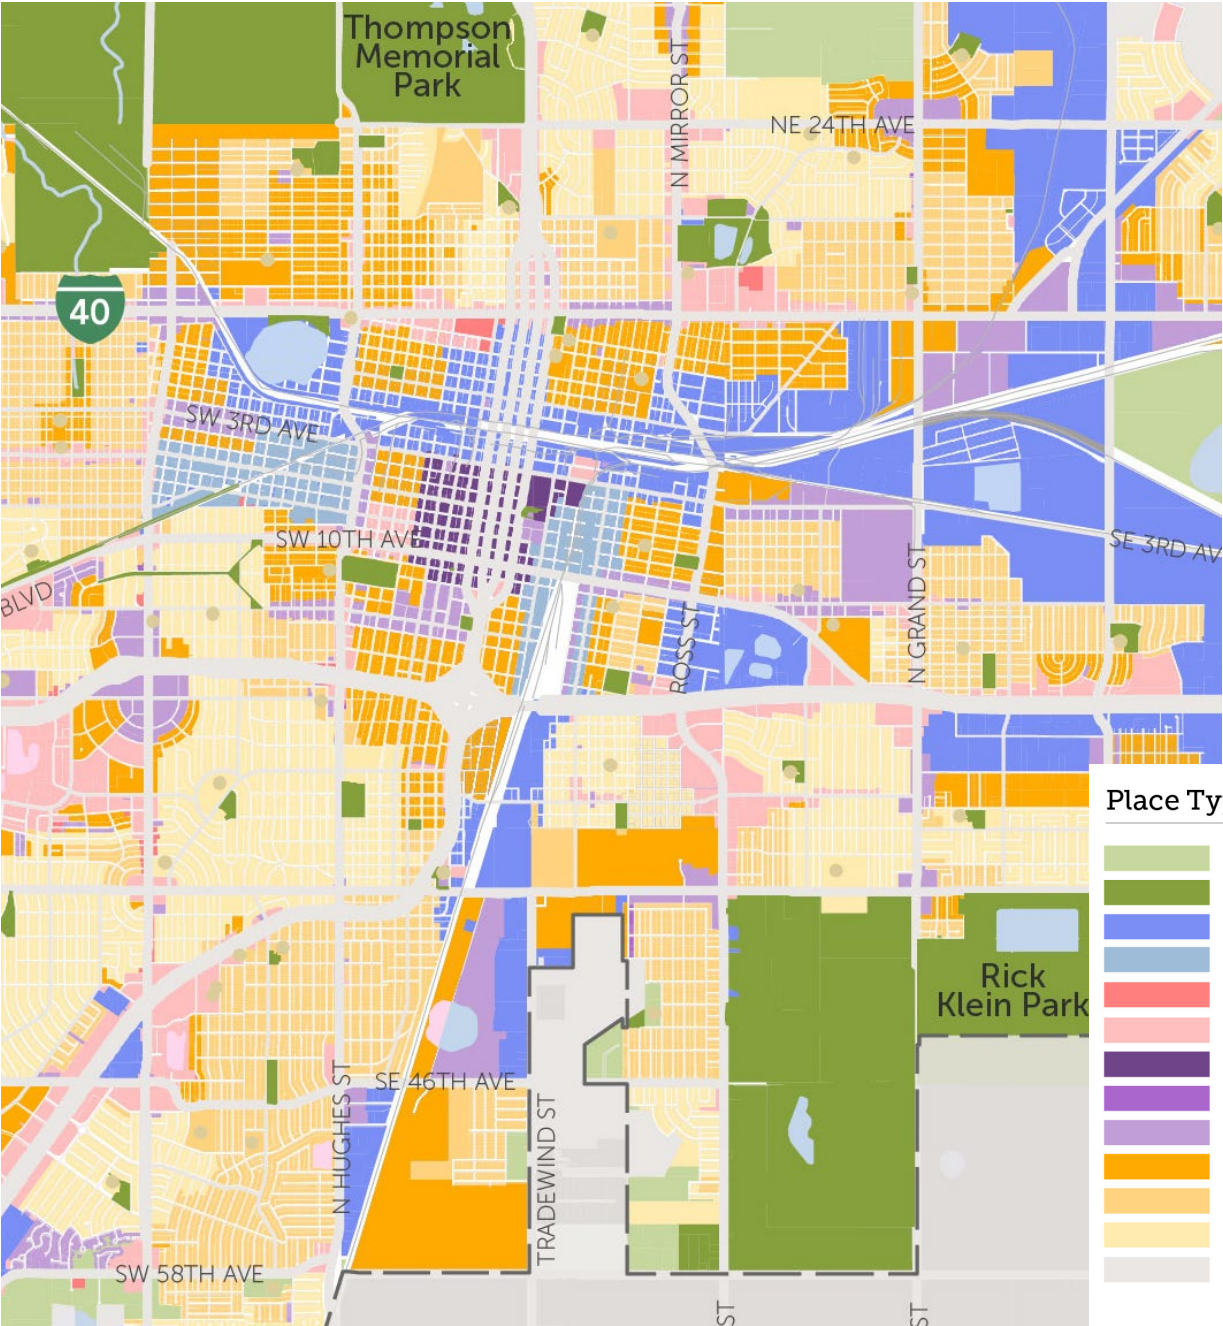 Thompson
Memorial
Park
N MIRROR ST
NE 24TH AVE
40
SW 3RD AVE
SW 10TH AVE
SE 3RD AV
BLVD
N GRAND ST
ROSS ST
Place Ty
Rick
Klein Park
SE 46TH AVE
N HUGHES ST
TRADEWIND ST
SW 58TH AVE
ST
ST